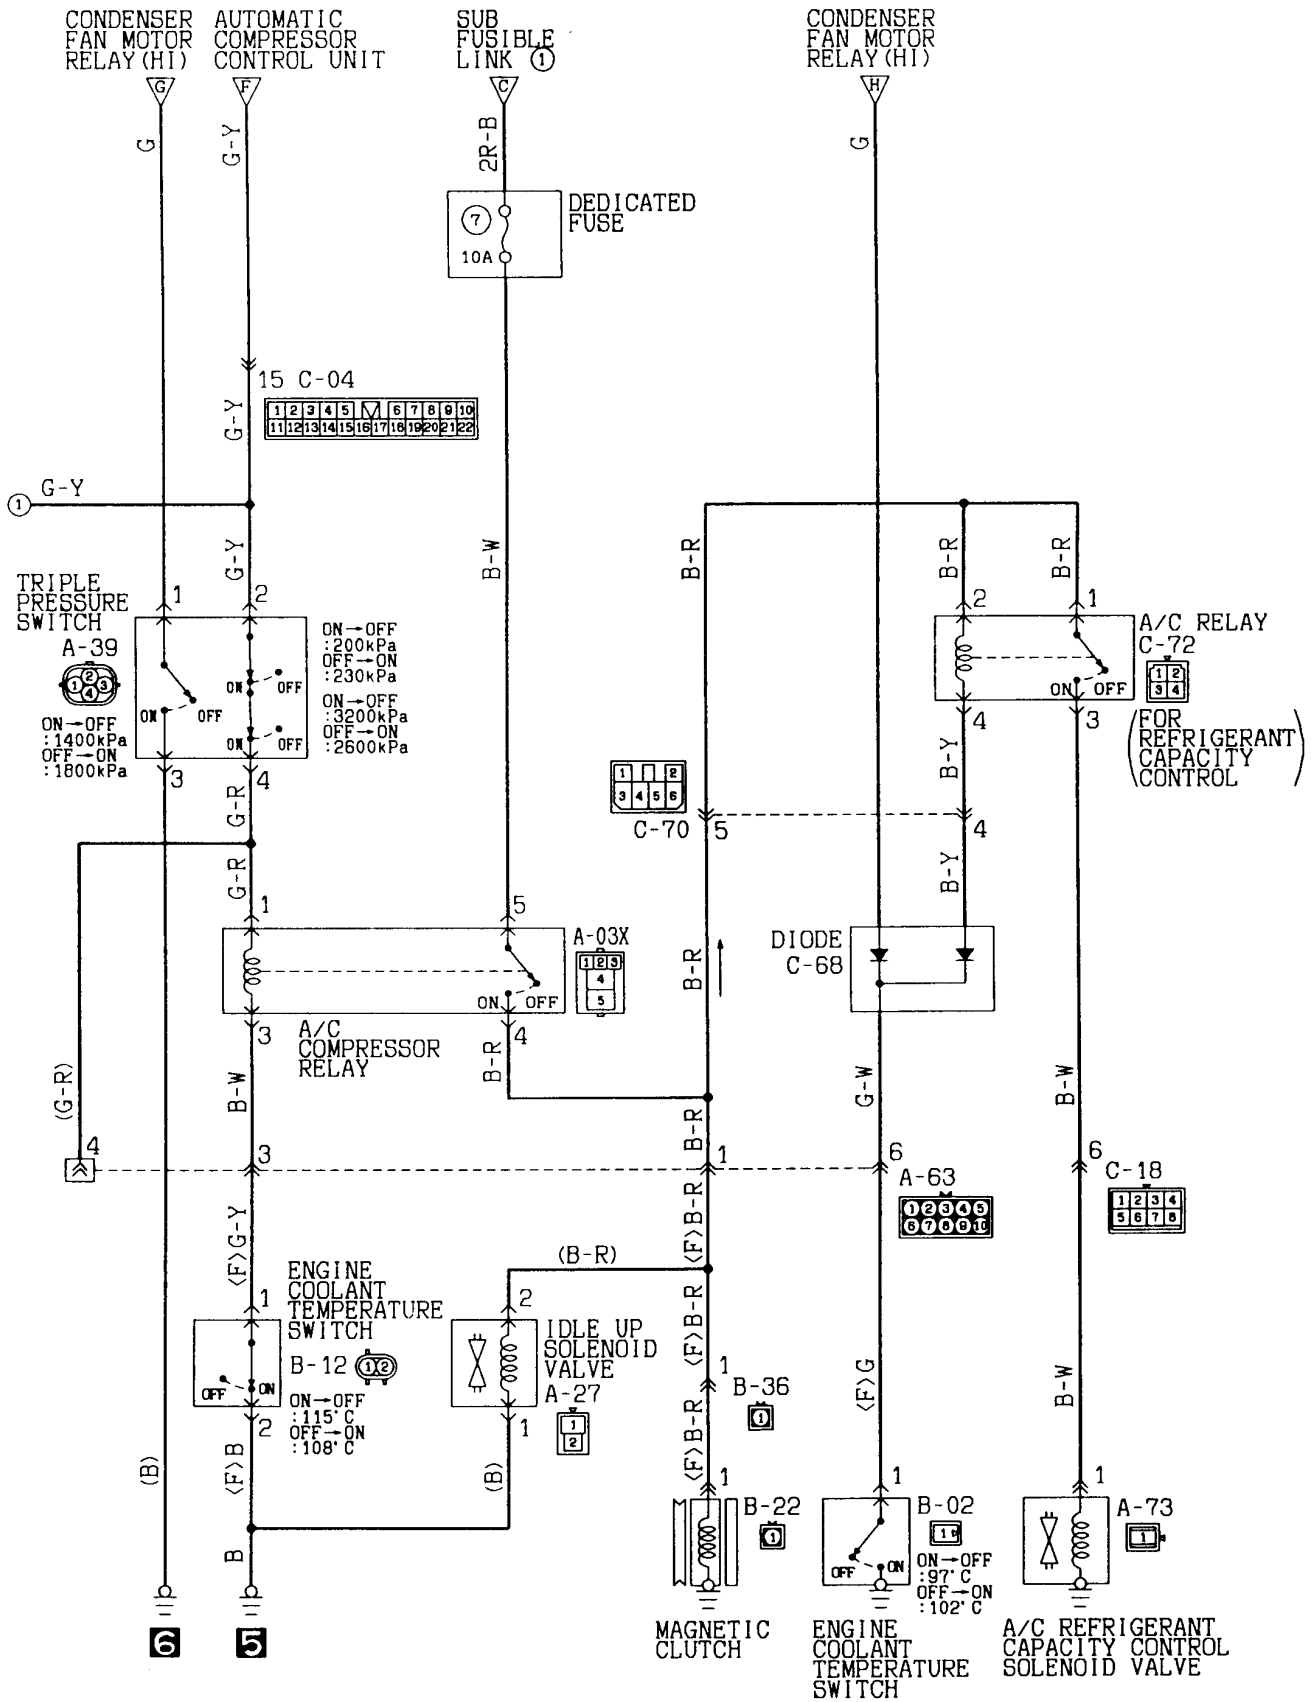 CONDENSER
FAN MOTOR
RELAY(HI)
G
AUTOMATIC
COMPRESSOR
CONTROL UNIT
F
SUB
FUSIBLE
LINK ①
C
CONDENSER
FAN MOTOR
RELAY(HI)
H
G
G-Y
2R-B
G
DEDICATED
FUSE
7
10A
15 C-04
1 2 3 4 5 6 7 8 9 10
11 12 13 14 15 16 17 18 19 20 21 22
G-Y
① G-Y
G-Y
B-W
B-R
B-R
B-R
TRIPLE
PRESSURE
SWITCH
A-39
1 2 3 4
ON→OFF
:1400kPa
OFF→ON
:1800kPa
1
2
ON OFF
ON OFF
ON OFF
3
4
ON→OFF
:200kPa
OFF→ON
:230kPa
ON→OFF
:3200kPa
OFF→ON
:2600kPa
2
1
ON OFF
4
3
A/C RELAY
C-72
1 2
3 4
(FOR
REFRIGERANT
CAPACITY
CONTROL)
G-R
B-Y
1 2
3 4 5 6
C-70
5
4
G-R
B-Y
1
5
A-03X
1 2 3
4
5
ON OFF
3
4
A/C
COMPRESSOR
RELAY
B-R
DIODE
C-68
(G-R)
B-W
B-R
B-R
G-W
B-W
4
3
1
6
A-63
1 2 3 4 5
6 7 8 9 10
6
C-18
1 2 3 4
5 6 7 8
<F>G-Y
<F>B-R
(B-R)
ENGINE
COOLANT
TEMPERATURE
SWITCH
B-12
1 2
ON→OFF
:115°C
OFF→ON
:108°C
1
OFF ON
2
2
IDLE UP
SOLENOID
VALVE
A-27
1
2
1
<F>B-R
1
B-36
1
<F>G
B-W
(B)
<F>B
(B)
<F>B-R
1
B-22
1
1
B-02
1
ON→OFF
:97°C
OFF→ON
:102°C
OFF ON
1
A-73
1
B
6
5
MAGNETIC
CLUTCH
ENGINE
COOLANT
TEMPERATURE
SWITCH
A/C REFRIGERANT
CAPACITY CONTROL
SOLENOID VALVE